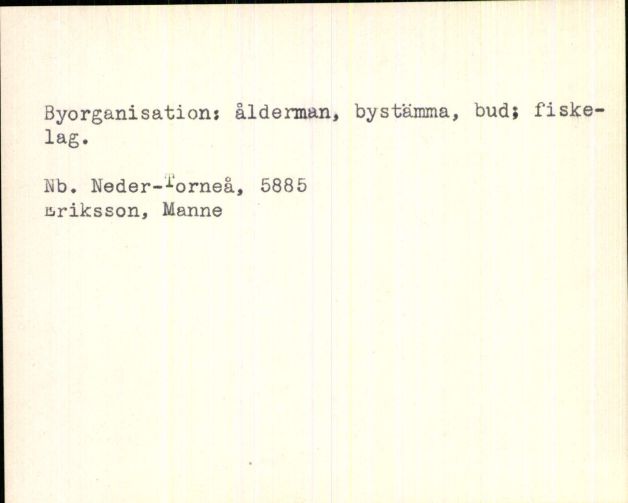 Byorganisation: ålderman, bystämma, bud; fiske-
lag.
Nb. Neder-Torneå, 5885
Eriksson, Manne